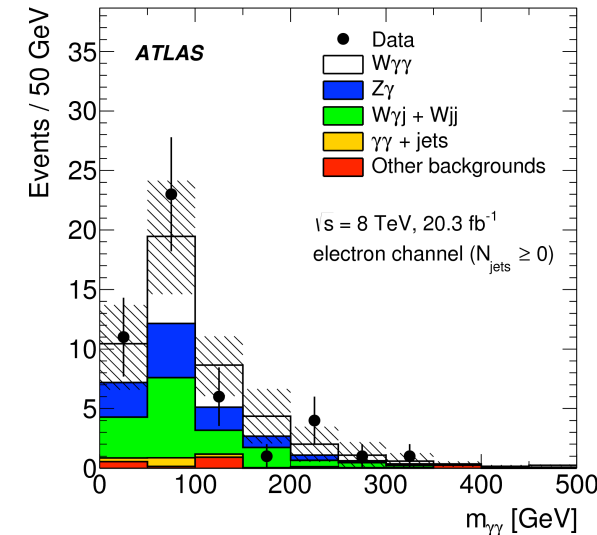 Events / 50 GeV
35
30
25
20
15
10
5
0
ATLAS
Data
Wγγ
Zγ
Wγj + Wjj
γγ + jets
Other backgrounds
√s = 8 TeV, 20.3 fb⁻¹
electron channel (N_jets ≥ 0)
0 100 200 300 400 500
m_γγ [GeV]